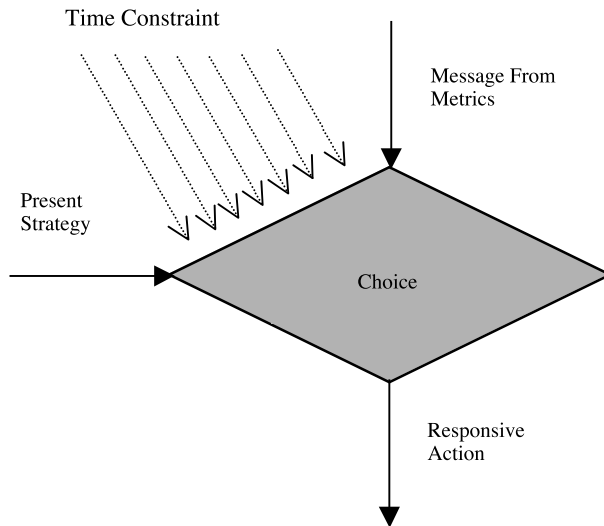 Time Constraint
Message From
Metrics
Present
Strategy
Choice
Responsive
Action